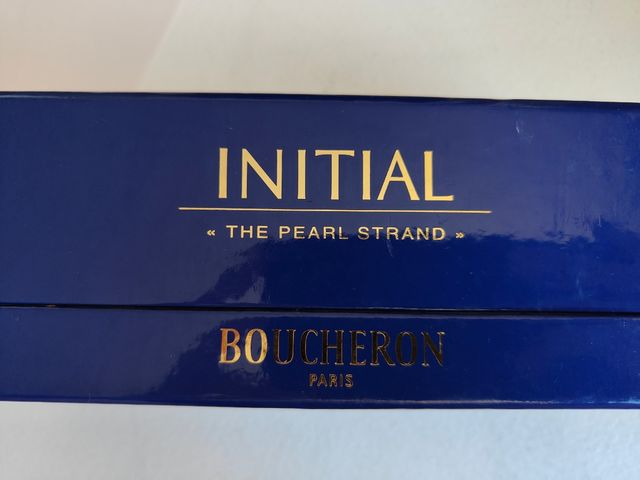 INITIAL
« THE PEARL STRAND »
BOUCHERON
PARIS